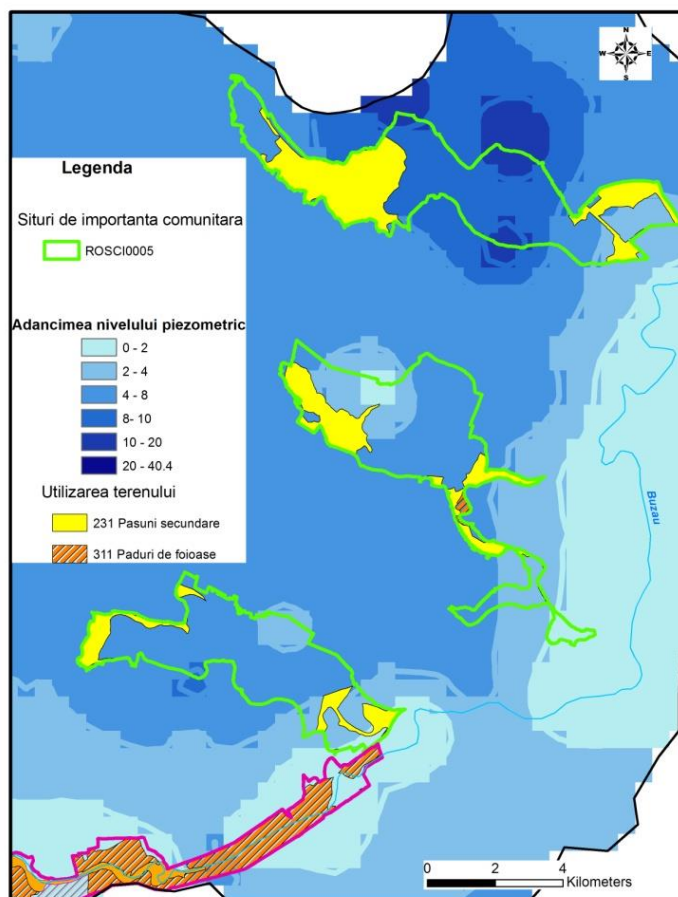 N
W E
S
Legenda
Situri de importanta comunitara
ROSCI0005
Adancimea nivelului piezometric
0 - 2
2 - 4
4 - 8
8- 10
10 - 20
20 - 40.4
Utilizarea terenului
231 Pasuni secundare
311 Paduri de foioase
Buzau
0 2 4
Kilometers